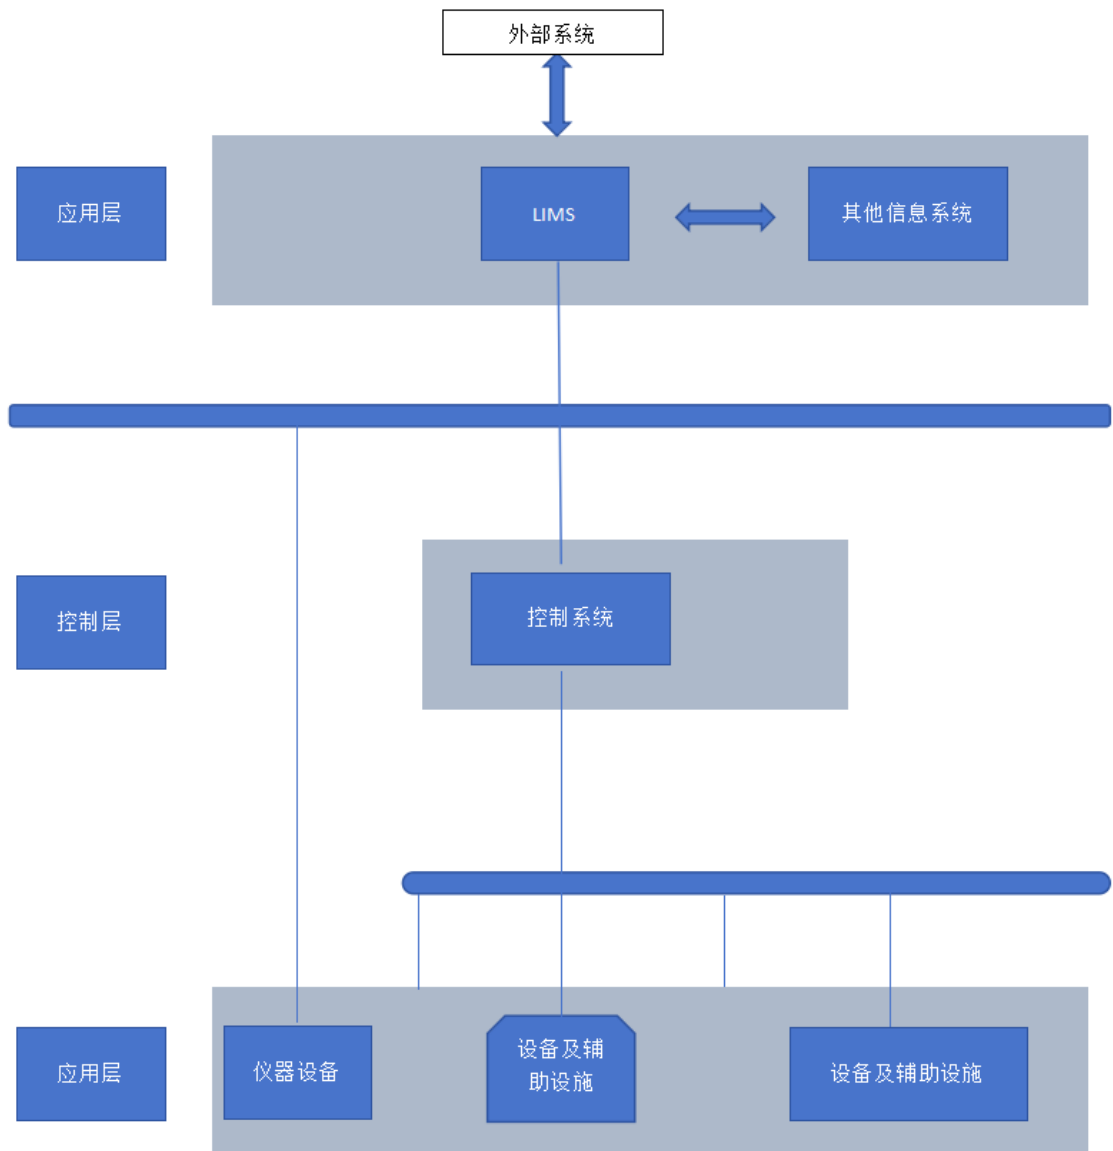 外部系统
应用层
LIMS
其他信息系统
控制层
控制系统
应用层
仪器设备
设备及辅
助设施
设备及辅助设施